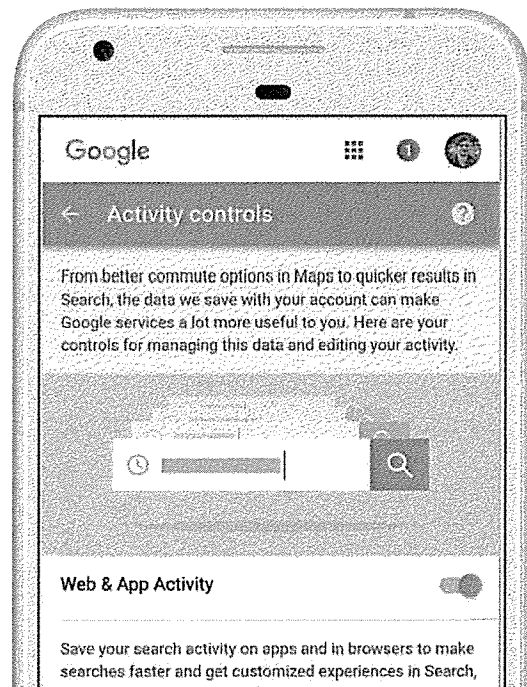 Google
1
Activity controls
?
From better commute options in Maps to quicker results in
Search, the data we save with your account can make
Google services a lot more useful to you. Here are your
controls for managing this data and editing your activity.
Web & App Activity
Save your search activity on apps and in browsers to make
searches faster and get customized experiences in Search,